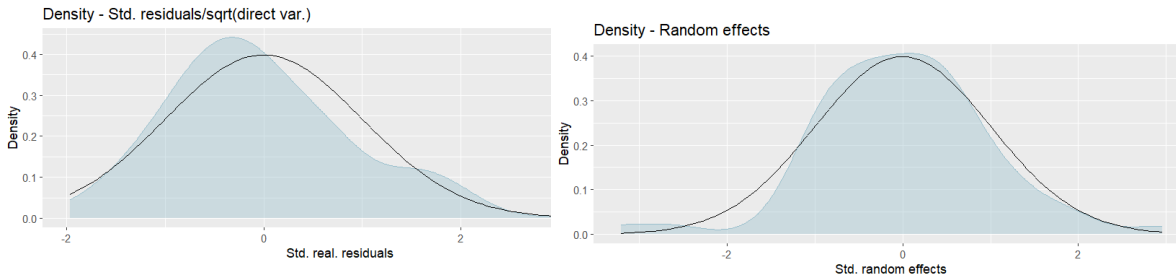 Density - Std. residuals/sqrt(direct var.)
0.4
0.3
0.2
0.1
0.0
Density
-2 0 2
Std. real. residuals
Density - Random effects
0.4
0.3
0.2
0.1
0.0
Density
-2 0 2
Std. random effects